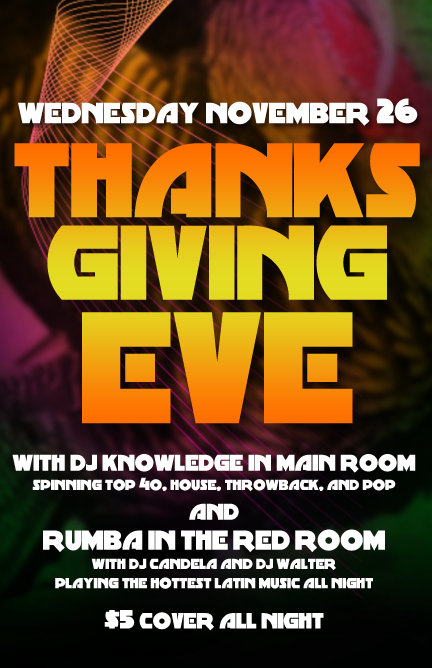 WEDNESDAY NOVEMBER 26
THANKS
GIVING
EVE
WITH DJ KNOWLEDGE IN MAIN ROOM
SPINNING TOP 40, HOUSE, THROWBACK, AND POP
AND
RUMBA IN THE RED ROOM
WITH DJ CANDELA AND DJ WALTER
PLAYING THE HOTTEST LATIN MUSIC ALL NIGHT
$5 COVER ALL NIGHT